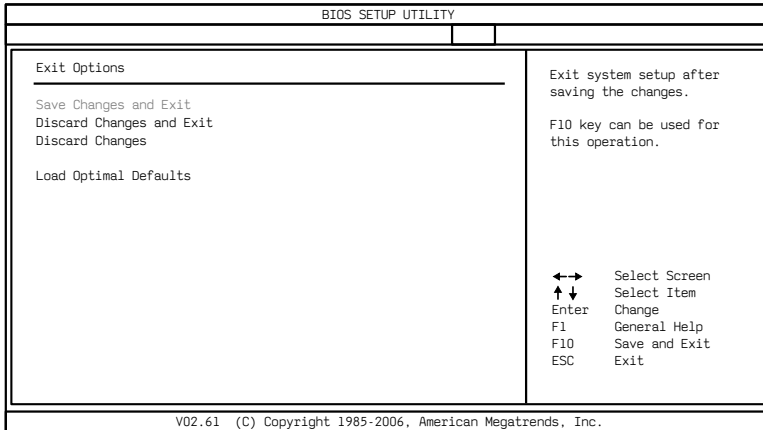 BIOS SETUP UTILITY
Exit Options
Save Changes and Exit
Discard Changes and Exit
Discard Changes
Load Optimal Defaults
Exit system setup after
saving the changes.
F10 key can be used for
this operation.
←→ Select Screen
↑↓ Select Item
Enter Change
F1 General Help
F10 Save and Exit
ESC Exit
V02.61 (C) Copyright 1985-2006, American Megatrends, Inc.